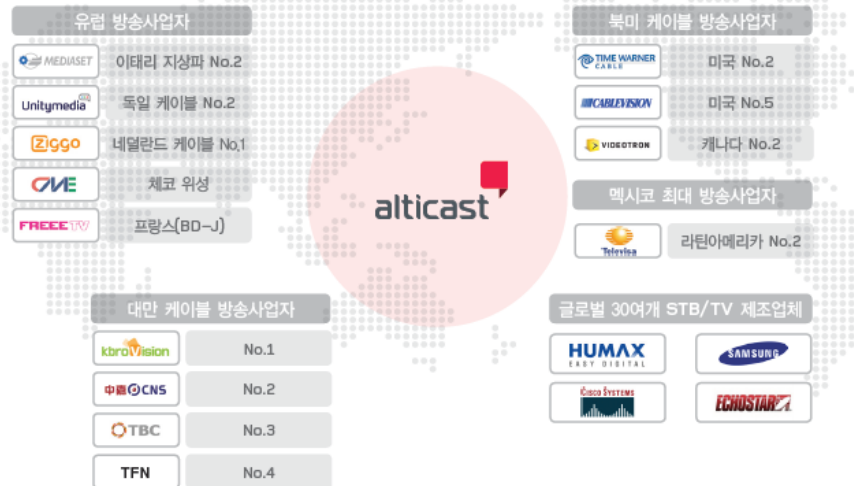 유럽 방송사업자
MEDIASET 이태리 지상파 No.2
Unitymedia 독일 케이블 No.2
Ziggo 네덜란드 케이블 No.1
CME 체코 위성
FREEETV 프랑스(BD-J)
북미 케이블 방송사업자
TIME WARNER CABLE 미국 No.2
CABLEVISION 미국 No.5
VIDEOTRON 캐나다 No.2
멕시코 최대 방송사업자
Televisa 라틴아메리카 No.2
alticast
대만 케이블 방송사업자
kbro Vision No.1
中嘉 CNS No.2
TBC No.3
TFN No.4
글로벌 30여개 STB/TV 제조업체
HUMAX
EASY DIGITAL
SAMSUNG
CISCO SYSTEMS
ECHOSTAR